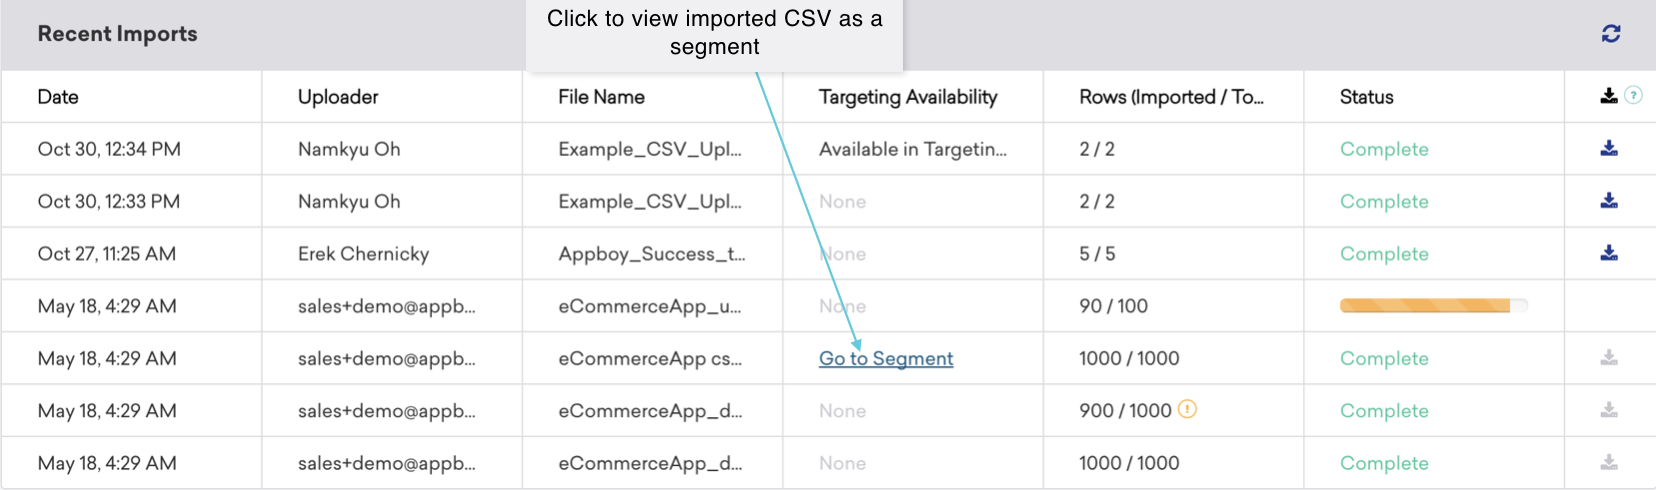 Click to view imported CSV as a
segment
Recent Imports
Date Uploader File Name Targeting Availability Rows (Imported / To... Status ?
Oct 30, 12:34 PM Namkyu Oh Example_CSV_Upl... Available in Targetin... 2 / 2 Complete
Oct 30, 12:33 PM Namkyu Oh Example_CSV_Upl... None 2 / 2 Complete
Oct 27, 11:25 AM Erek Chernicky Appboy_Success_t... None 5 / 5 Complete
May 18, 4:29 AM sales+demo@appb... eCommerceApp_u... None 90 / 100
May 18, 4:29 AM sales+demo@appb... eCommerceApp cs... Go to Segment 1000 / 1000 Complete
May 18, 4:29 AM sales+demo@appb... eCommerceApp_d... None 900 / 1000 ! Complete
May 18, 4:29 AM sales+demo@appb... eCommerceApp_d... None 1000 / 1000 Complete